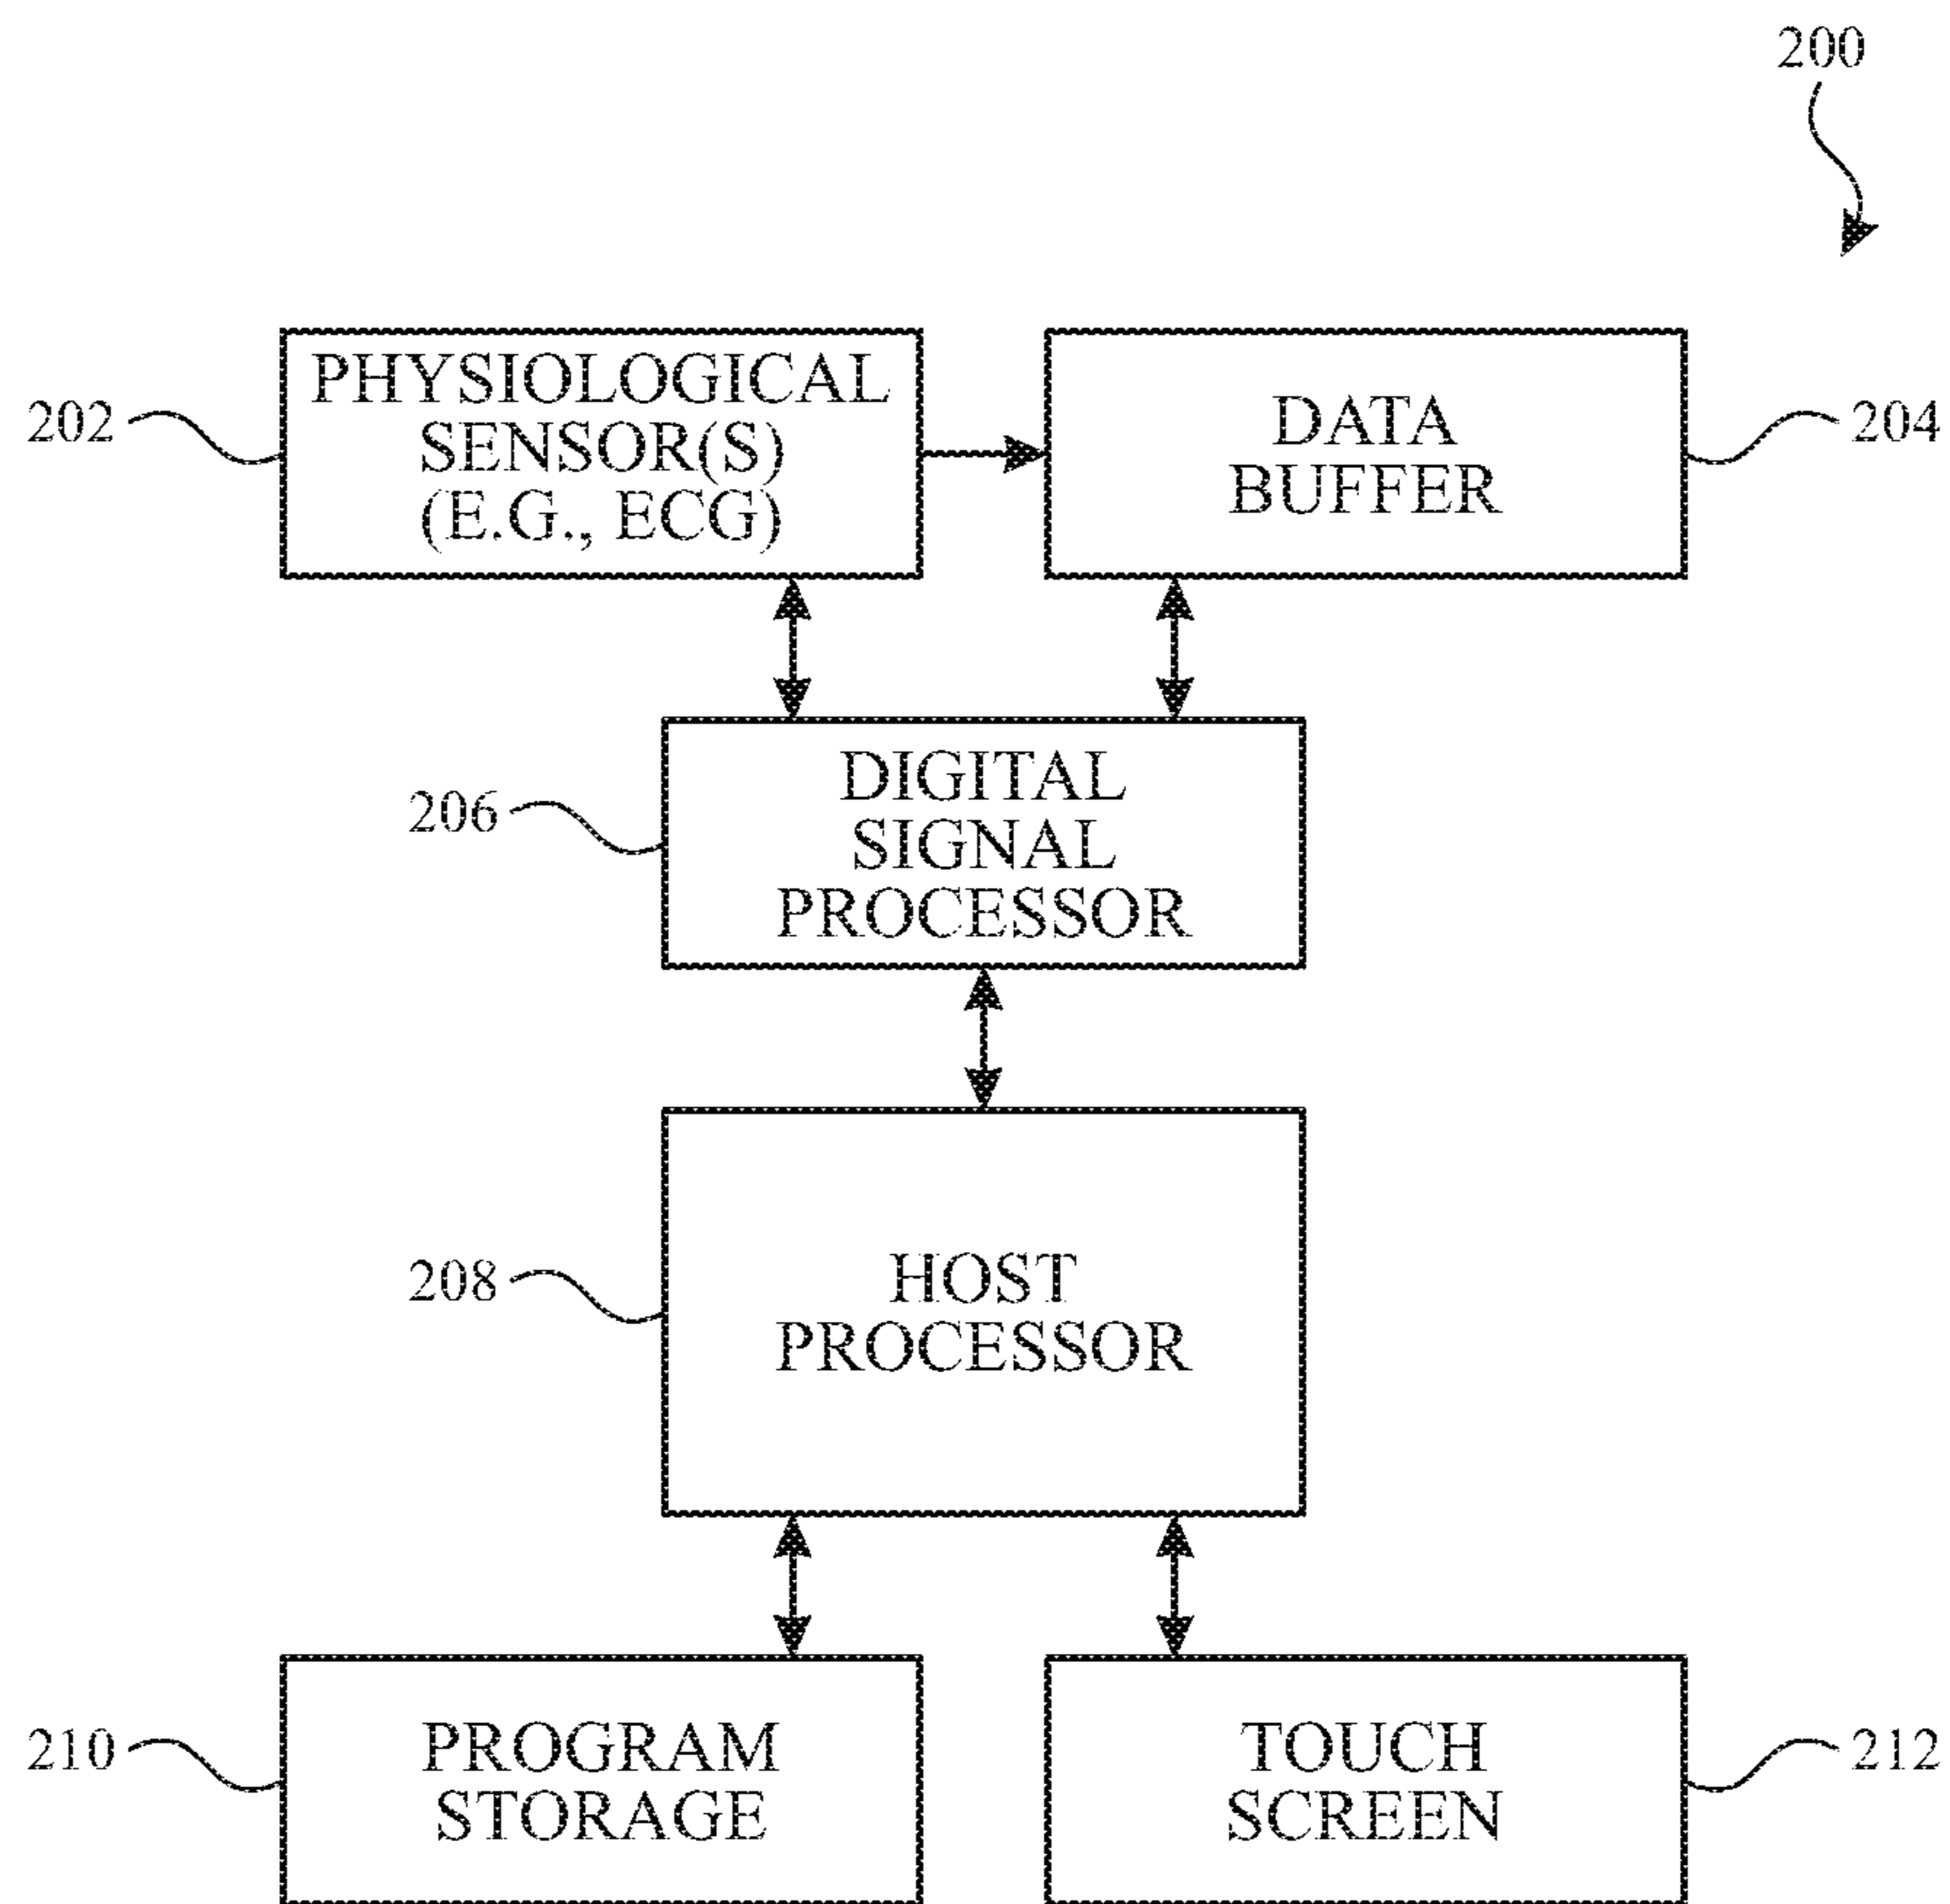 200
202
PHYSIOLOGICAL
SENSOR(S)
(E.G., ECG)
DATA
BUFFER
204
206
DIGITAL
SIGNAL
PROCESSOR
208
HOST
PROCESSOR
210
PROGRAM
STORAGE
TOUCH
SCREEN
212